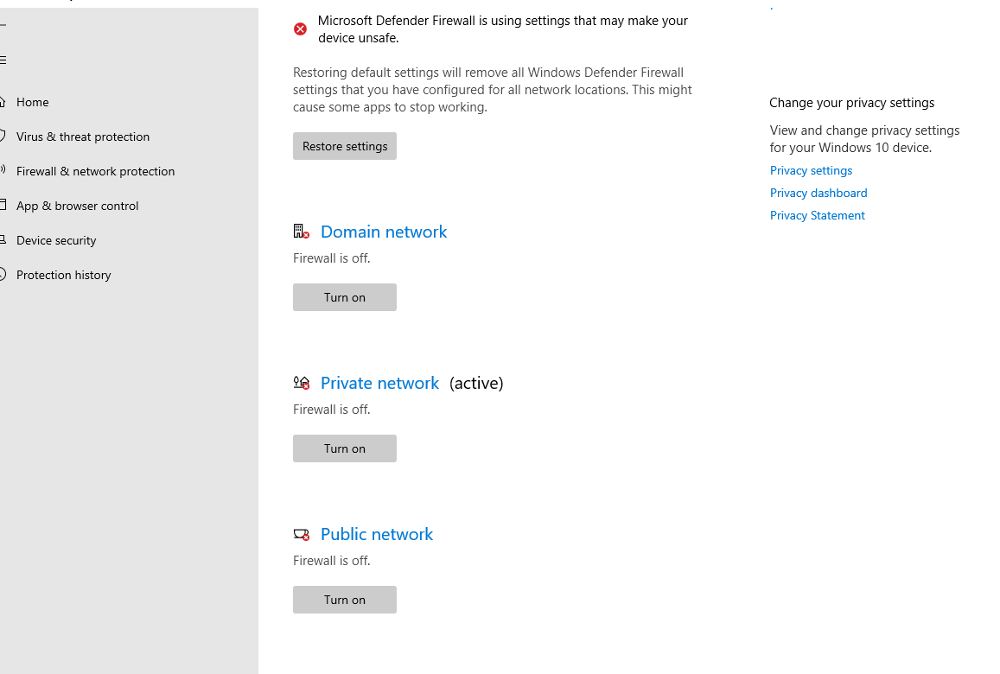 Home
Virus & threat protection
Firewall & network protection
App & browser control
Device security
Protection history
Microsoft Defender Firewall is using settings that may make your
device unsafe.
Restoring default settings will remove all Windows Defender Firewall
settings that you have configured for all network locations. This might
cause some apps to stop working.
Restore settings
Domain network
Firewall is off.
Turn on
Private network (active)
Firewall is off.
Turn on
Public network
Firewall is off.
Turn on
Change your privacy settings
View and change privacy settings
for your Windows 10 device.
Privacy settings
Privacy dashboard
Privacy Statement